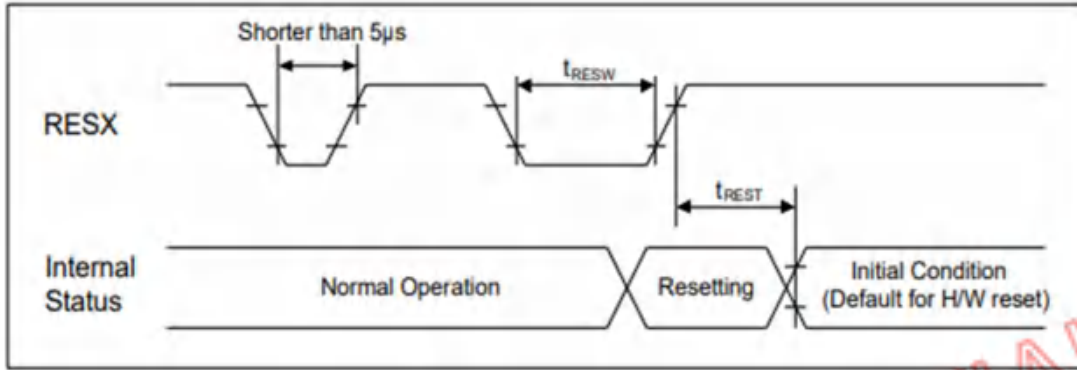 Shorter than 5µs
tRESW
RESX
tREST
Internal
Status
Normal Operation
Resetting
Initial Condition
(Default for H/W reset)